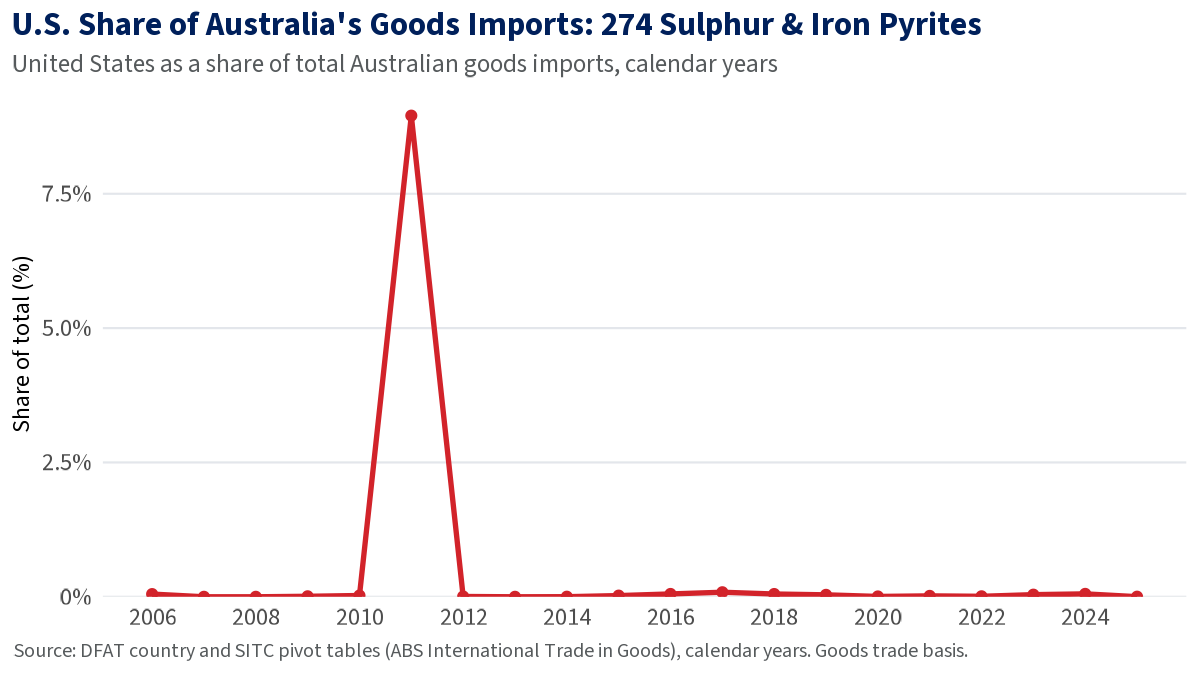 U.S. Share of Australia's Goods Imports: 274 Sulphur & Iron Pyrites
United States as a share of total Australian goods imports, calendar years
Share of total (%)
7.5%
5.0%
2.5%
0%
2006 2008 2010 2012 2014 2016 2018 2020 2022 2024
Source: DFAT country and SITC pivot tables (ABS International Trade in Goods), calendar years. Goods trade basis.